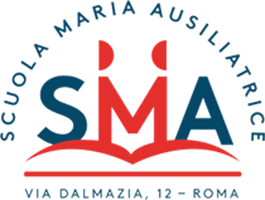 SCUOLA MARIA AUSILIATRICE
SMA
VIA DALMAZIA, 12 – ROMA